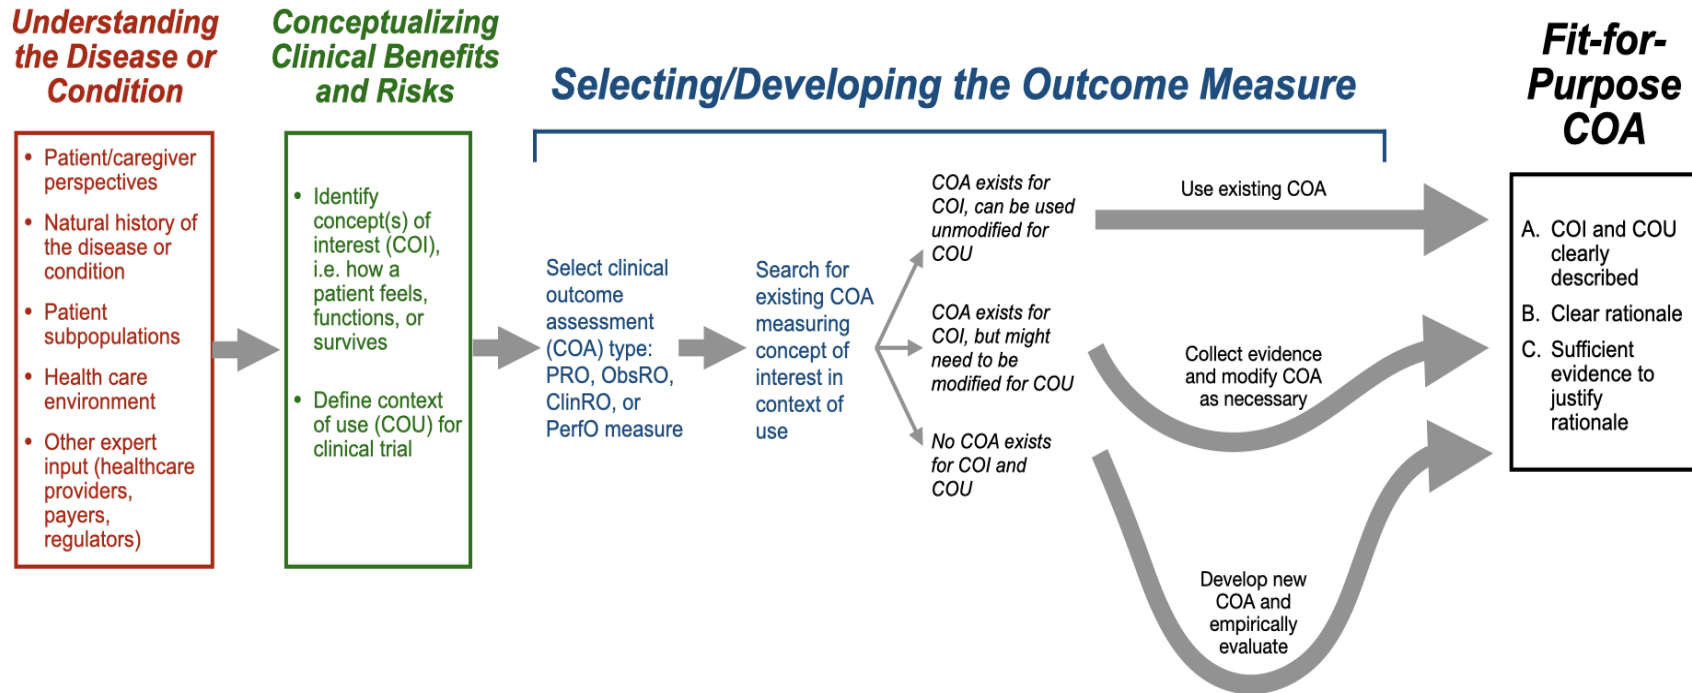 Understanding
the Disease or
Condition
• Patient/caregiver
perspectives
• Natural history of
the disease or
condition
• Patient
subpopulations
• Health care
environment
• Other expert
input (healthcare
providers,
payers,
regulators)
Conceptualizing
Clinical Benefits
and Risks
• Identify
concept(s) of
interest (COI),
i.e. how a
patient feels,
functions, or
survives
• Define context
of use (COU) for
clinical trial
Selecting/Developing the Outcome Measure
Select clinical
outcome
assessment
(COA) type:
PRO, ObsRO,
ClinRO, or
PerfO measure
Search for
existing COA
measuring
concept of
interest in
context of
use
COA exists for
COI, can be used
unmodified for
COU
Use existing COA
COA exists for
COI, but might
need to be
modified for COU
Collect evidence
and modify COA
as necessary
No COA exists
for COI and
COU
Develop new
COA and
empirically
evaluate
Fit-for-
Purpose
COA
A. COI and COU
clearly
described
B. Clear rationale
C. Sufficient
evidence to
justify
rationale